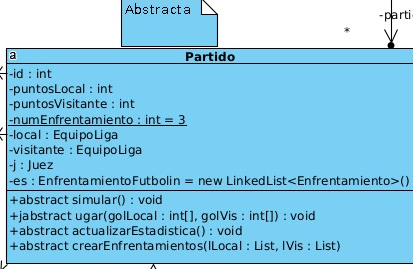 Abstracta
-parti
*
a
Partido
-id : int
-puntosLocal : int
-puntosVisitante : int
-numEnfrentamiento : int = 3
-local : EquipoLiga
-visitante : EquipoLiga
-j : Juez
-es : EnfrentamientoFutbolin = new LinkedList<Enfrentamiento>()
+abstract simular() : void
+jabstract ugar(golLocal : int[], golVis : int[]) : void
+abstract actualizarEstadistica() : void
+abstract crearEnfrentamientos(lLocal : List, lVis : List)